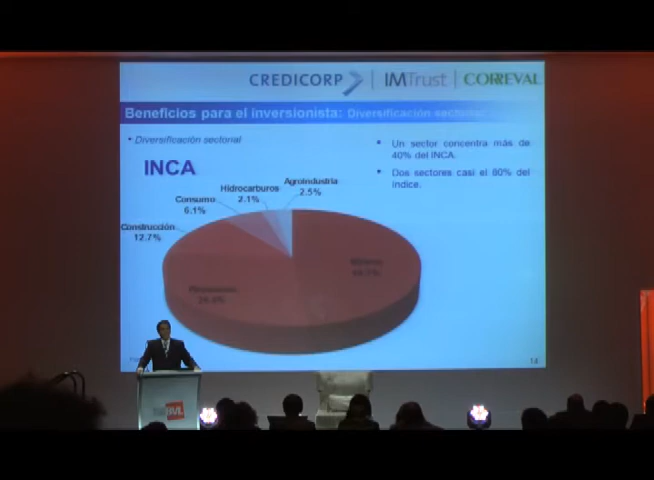 CREDICORP | IMTrust | CORREVAL
Beneficios para el inversionista: Diversificación sectorial
• Diversificación sectorial
INCA
• Un sector concentra más de
40% del INCA.
• Dos sectores casi el 80% del
índice.
Agroindustria
2.5%
Hidrocarburos
2.1%
Consumo
6.1%
Construcción
12.7%
14
BVL